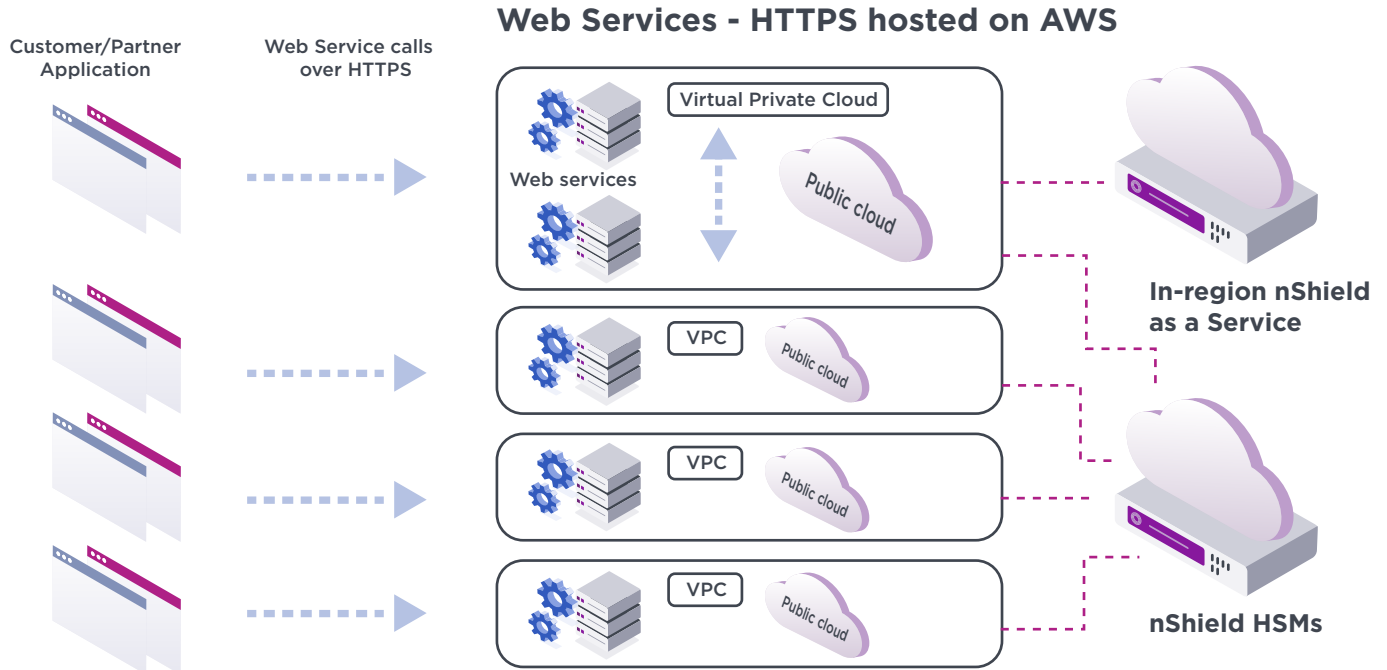 Web Services - HTTPS hosted on AWS
Customer/Partner
Application
Web Service calls
over HTTPS
Virtual Private Cloud
Web services
Public cloud
In-region nShield
as a Service
VPC
Public cloud
VPC
Public cloud
VPC
Public cloud
nShield HSMs